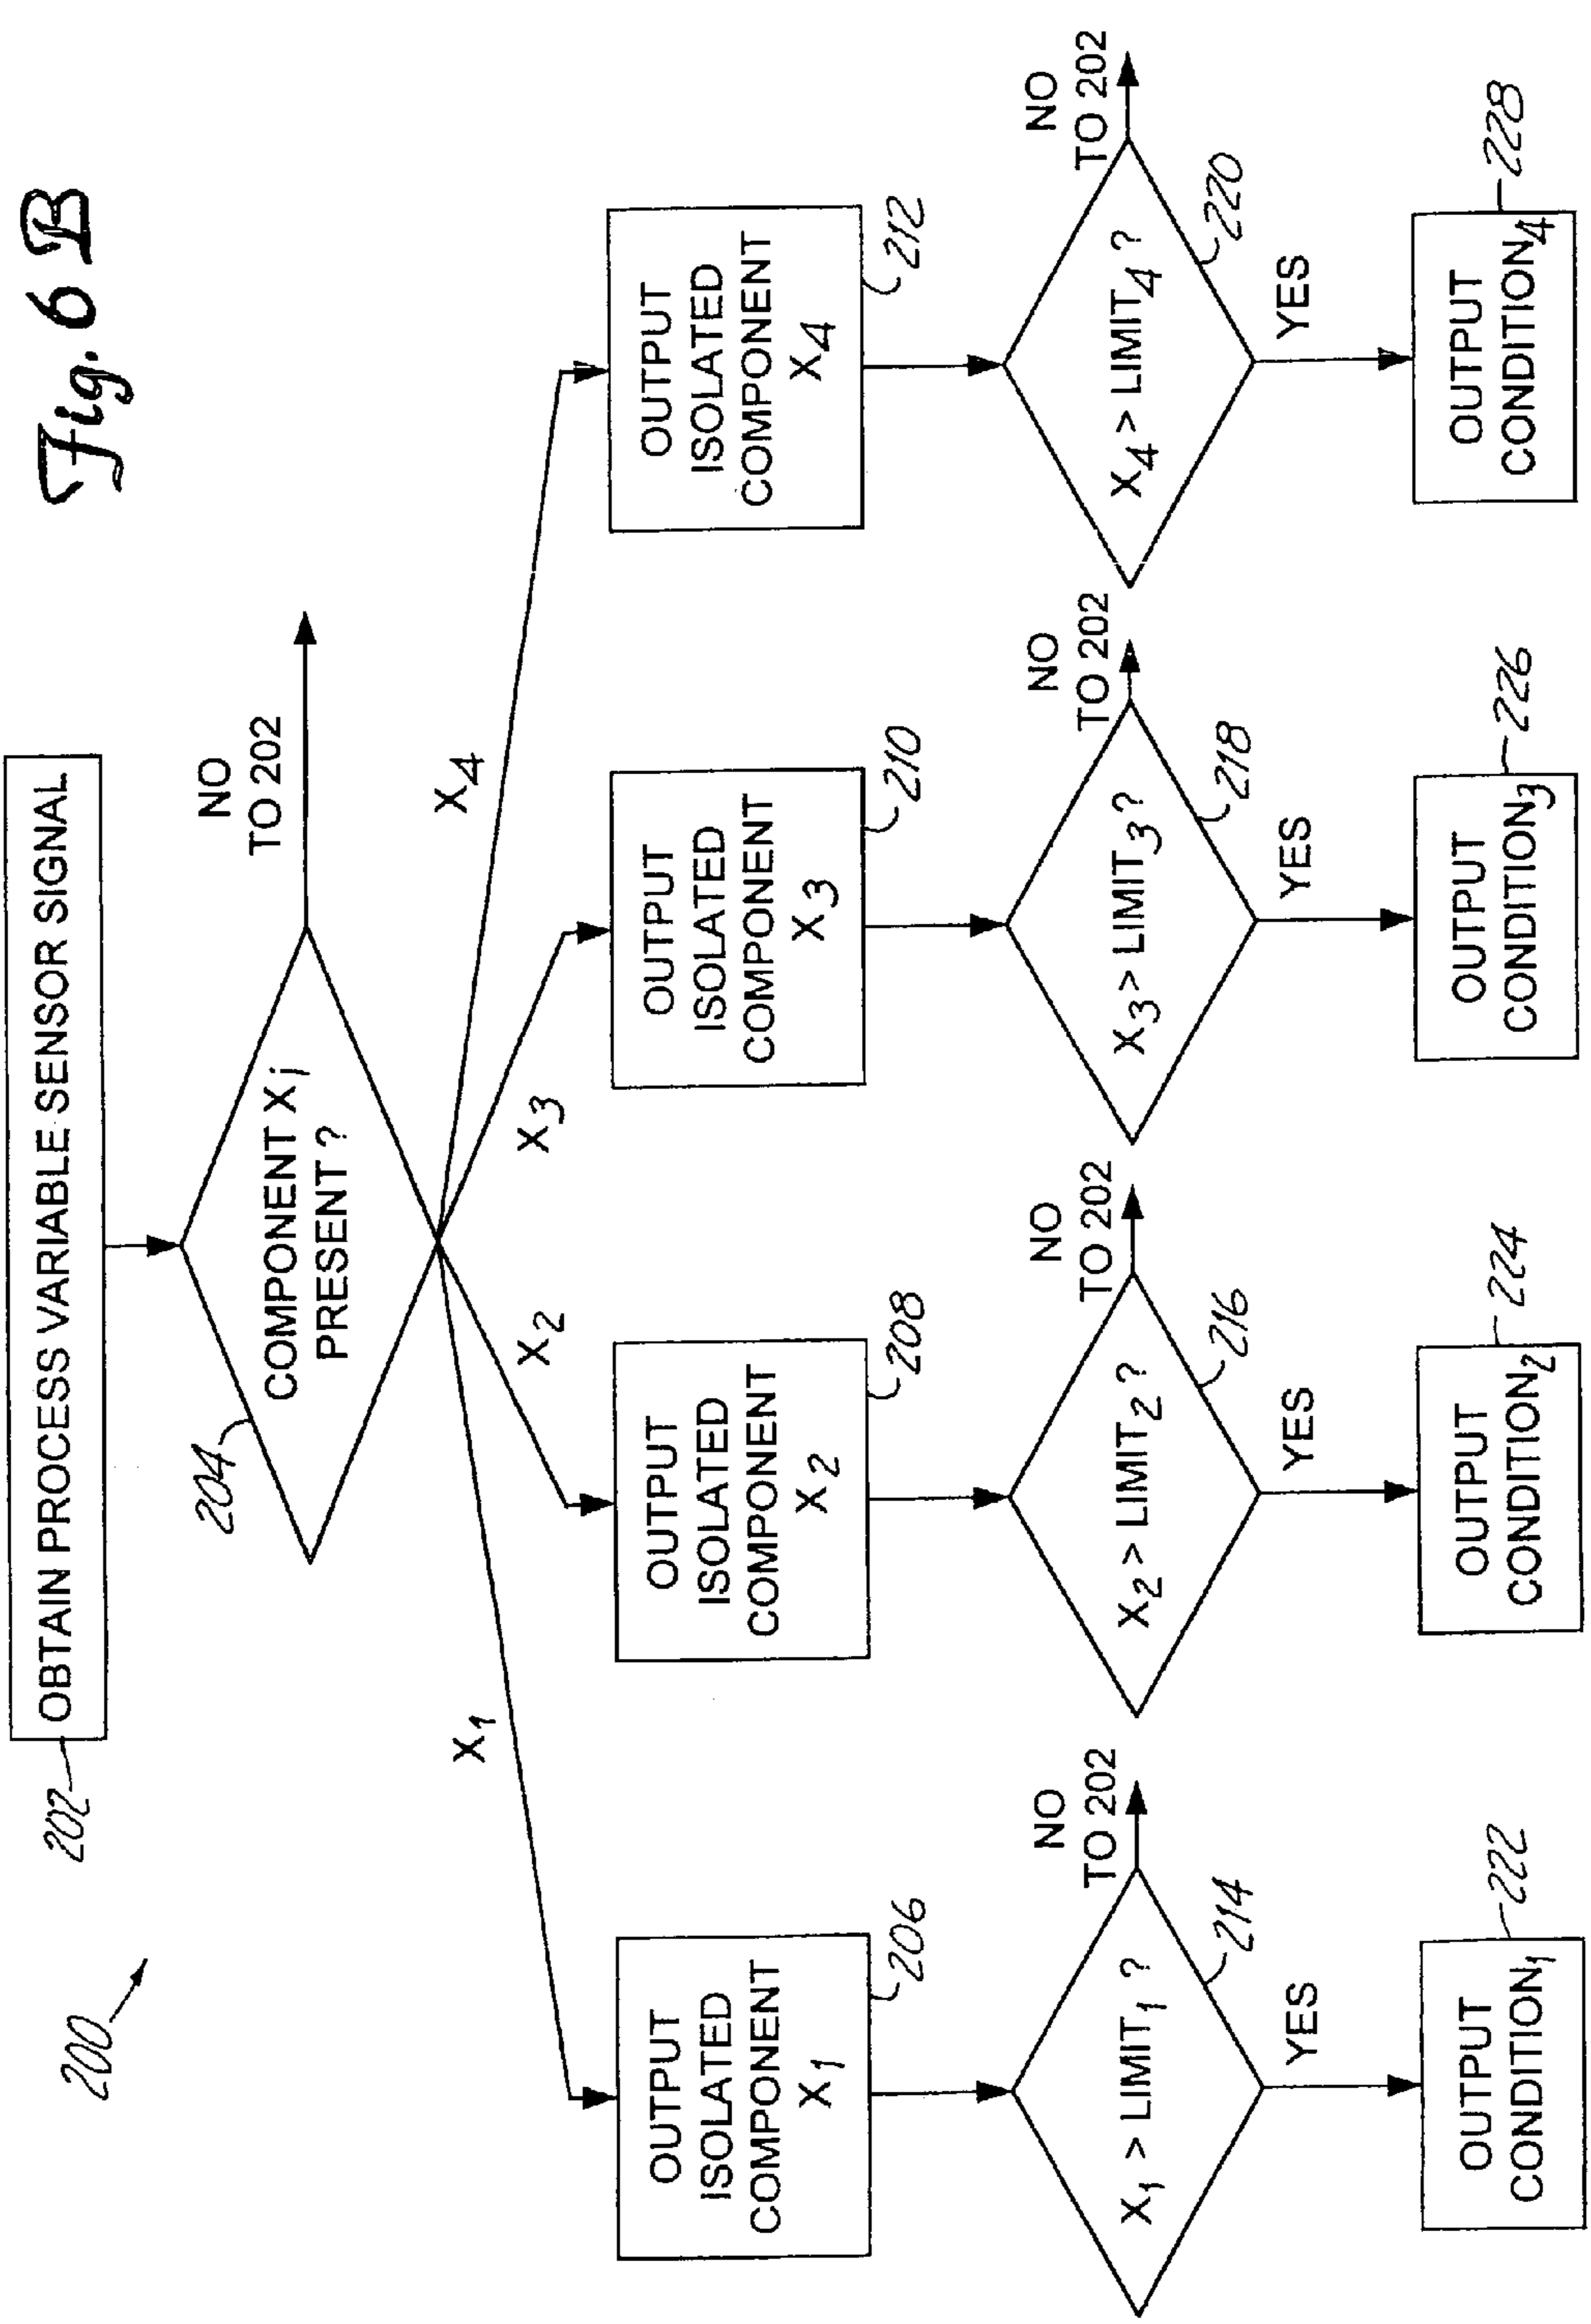 Fig. 6 B
200
202
OBTAIN PROCESS VARIABLE SENSOR SIGNAL
204
COMPONENT Xj
PRESENT ?
NO
TO 202
X1
X2
X3
X4
OUTPUT
ISOLATED
COMPONENT
X1
206
OUTPUT
ISOLATED
COMPONENT
X2
208
OUTPUT
ISOLATED
COMPONENT
X3
210
OUTPUT
ISOLATED
COMPONENT
X4
212
X1 > LIMIT1 ?
NO
TO 202
214
YES
X2 > LIMIT2 ?
NO
TO 202
216
YES
X3 > LIMIT3 ?
NO
TO 202
218
YES
X4 > LIMIT4 ?
NO
TO 202
220
YES
OUTPUT
CONDITION1
222
OUTPUT
CONDITION2
224
OUTPUT
CONDITION3
226
OUTPUT
CONDITION4
228